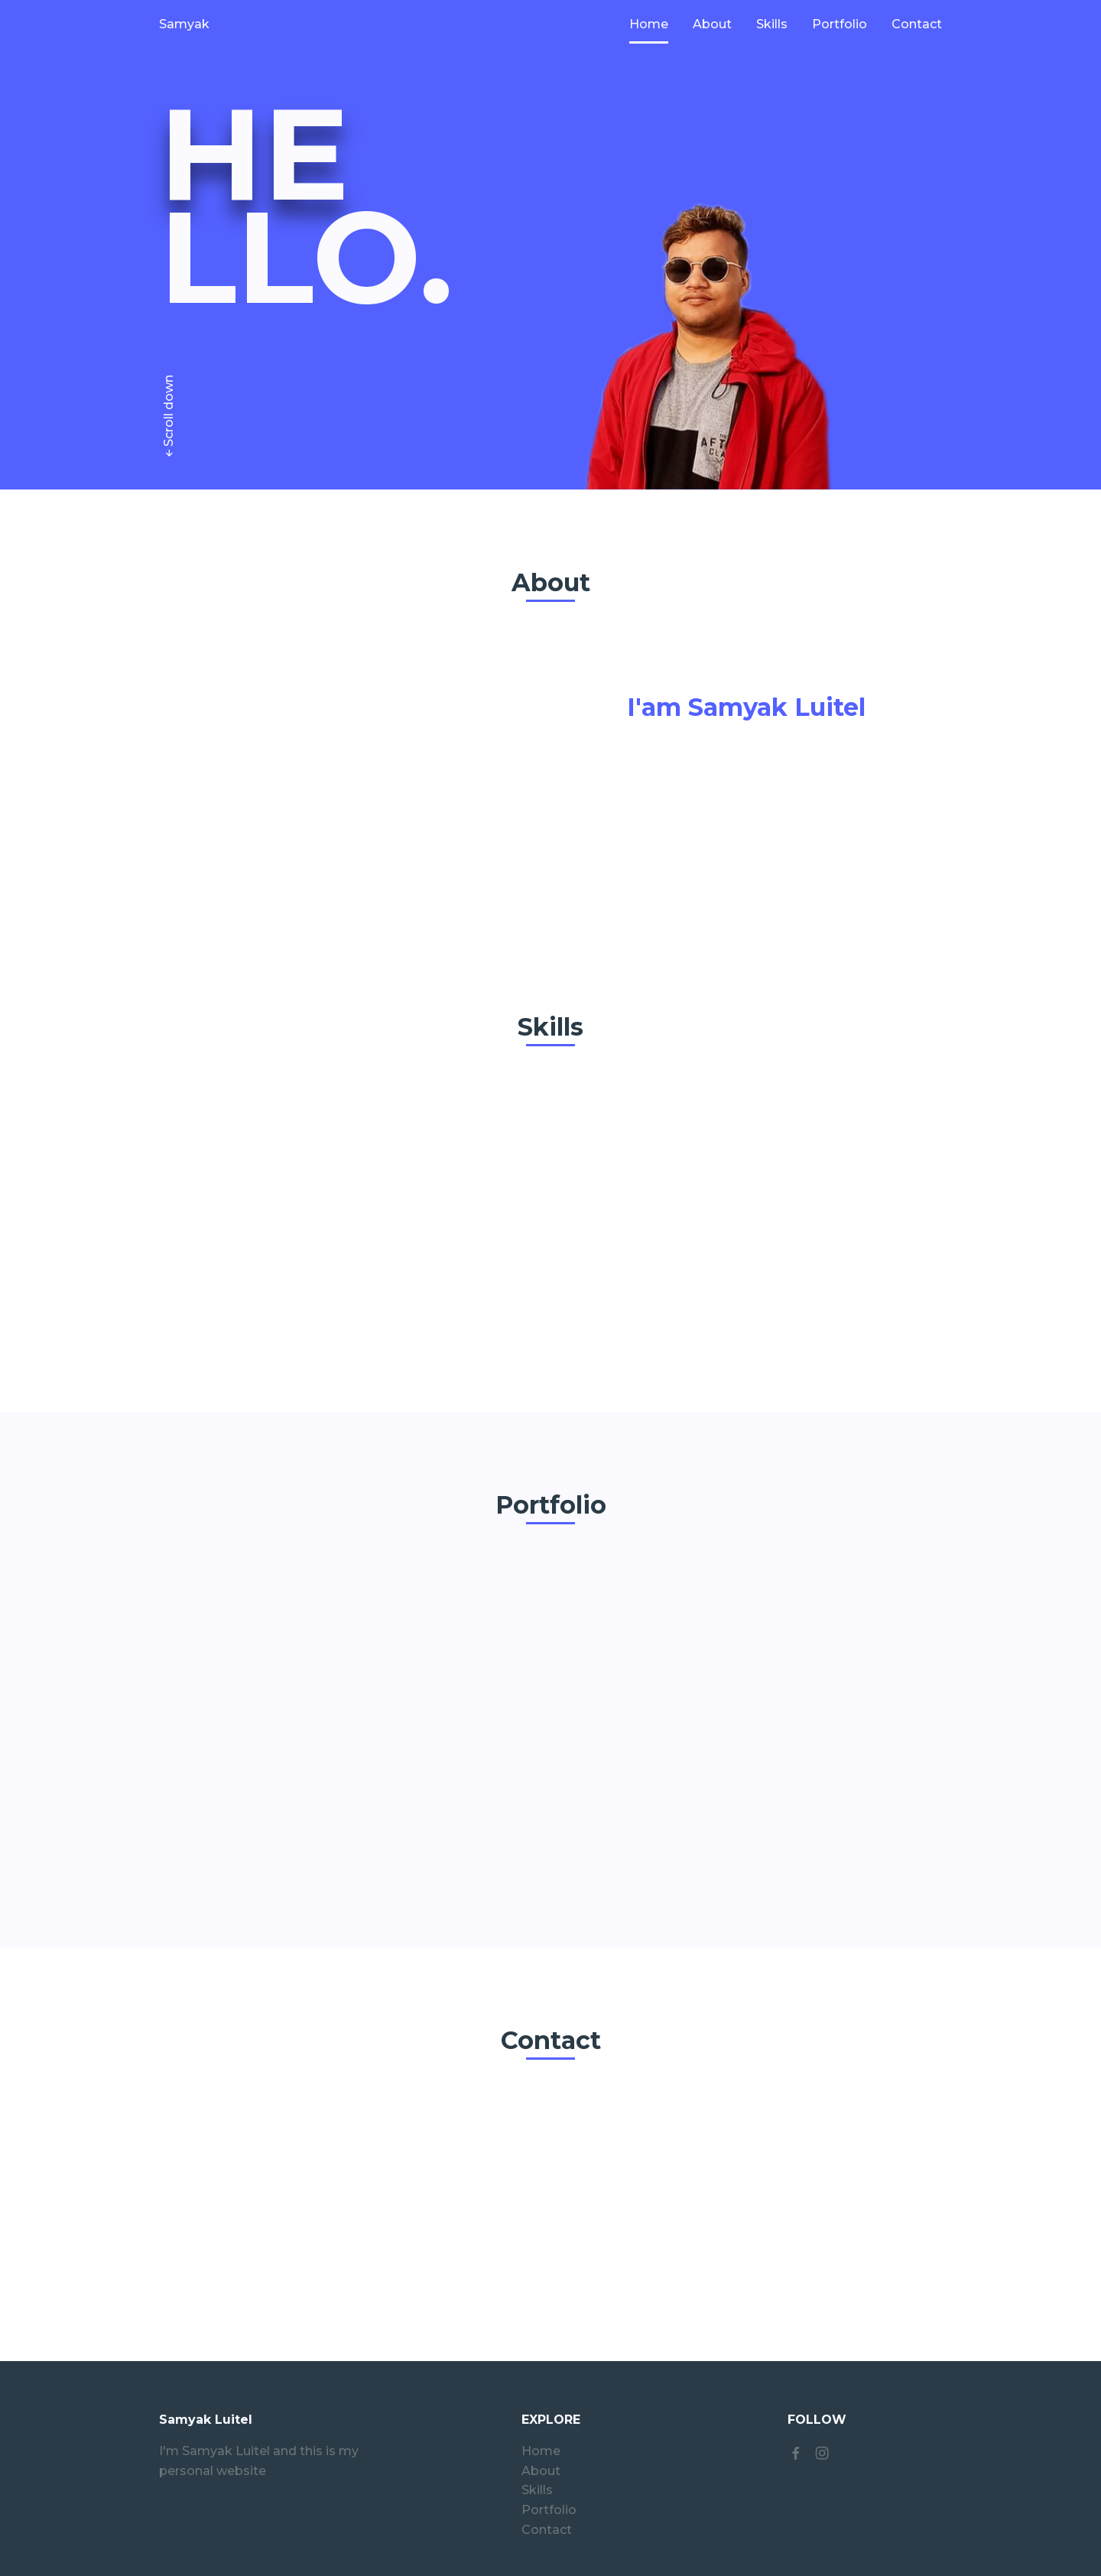 Samyak
Home
About
Skills
Portfolio
Contact
HE
LLO.
← Scroll down
About
I'am Samyak Luitel
Skills
Portfolio
Contact
Samyak Luitel
I'm Samyak Luitel and this is my
personal website
EXPLORE
Home
About
Skills
Portfolio
Contact
FOLLOW